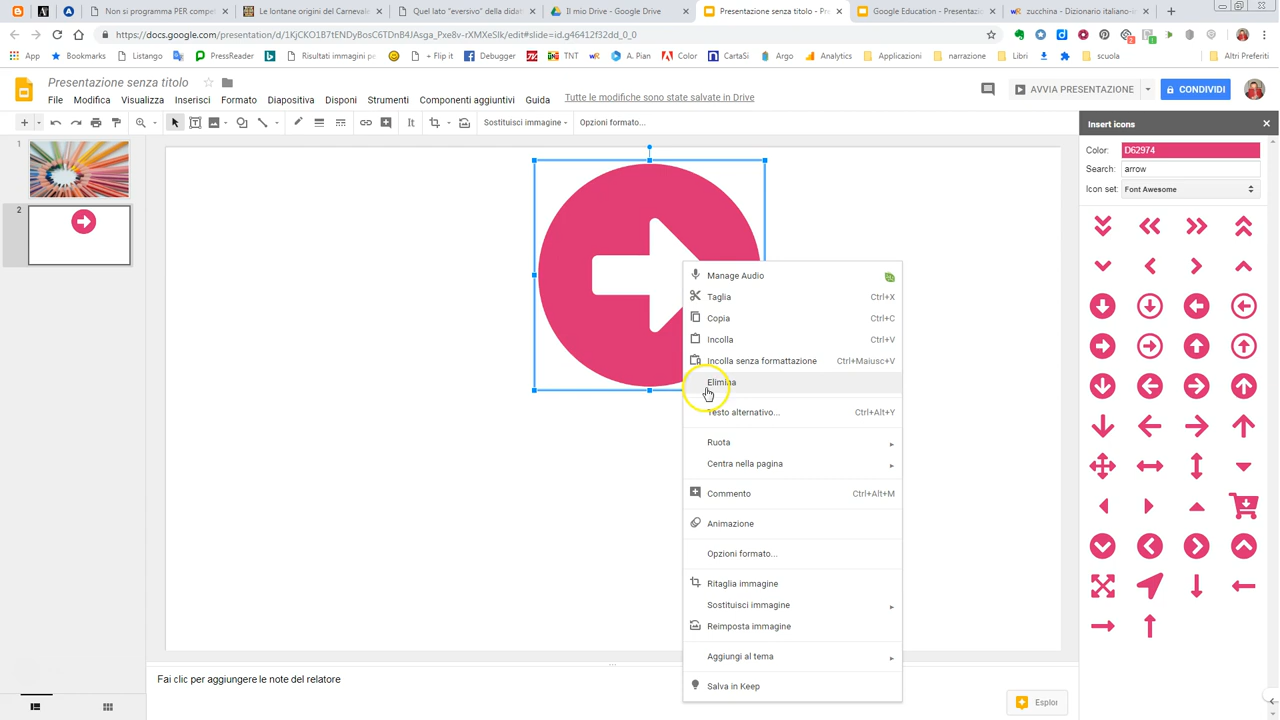 Non si programma PER compet
Le lontane origini del Carnevale
Quel lato "eversivo" della didat
Il mio Drive - Google Drive
Presentazione senza titolo - Pr
Google Education - Presentazion
zucchina - Dizionario italiano-i
https://docs.google.com/presentation/d/1KjCKO1B7tENDyBosC6TDnB4JAsga_Pxe8v-rXMXeSlk/edit#slide=id.g46412f32dd_0_0
App
Bookmarks
Listango
PressReader
Risultati immagini pe
+ Flip it
Debugger
TNT
A. Pian
Color
CartaSi
Argo
Analytics
Applicazioni
narrazione
Libri
scuola
Altri Preferiti
Presentazione senza titolo
File Modifica Visualizza Inserisci Formato Diapositiva Disponi Strumenti Componenti aggiuntivi Guida
Tutte le modifiche sono state salvate in Drive
AVVIA PRESENTAZIONE
CONDIVIDI
Sostituisci immagine
Opzioni formato...
Insert icons
Color: D62974
Search: arrow
Icon set: Font Awesome
1
2
Manage Audio
Taglia Ctrl+X
Copia Ctrl+C
Incolla Ctrl+V
Incolla senza formattazione Ctrl+Maiusc+V
Elimina
Testo alternativo... Ctrl+Alt+Y
Ruota
Centra nella pagina
Commento Ctrl+Alt+M
Animazione
Opzioni formato...
Ritaglia immagine
Sostituisci immagine
Reimposta immagine
Aggiungi al tema
Salva in Keep
Fai clic per aggiungere le note del relatore
Esplor